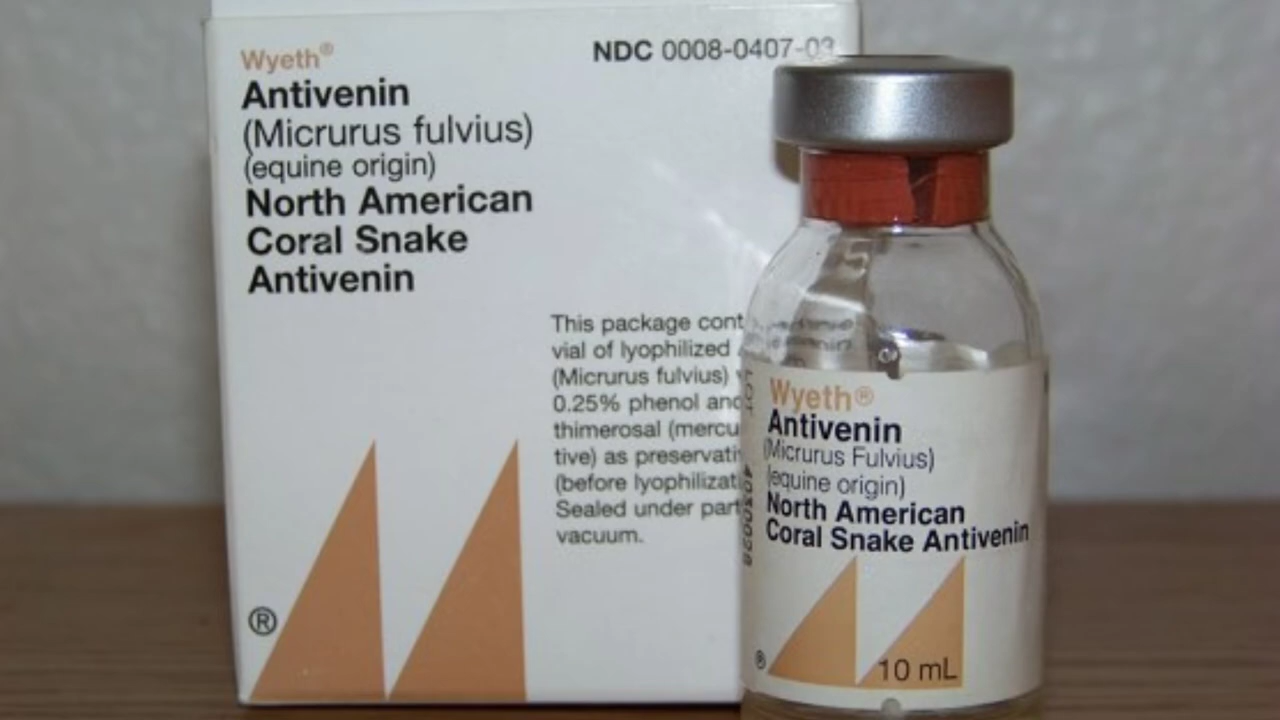 Wyeth®
NDC 0008-0407-03
Antivenin
(Micrurus fulvius)
(equine origin)
North American
Coral Snake
Antivenin
This package cont
vial of lyophilized
(Micrurus fulvius)
0.25% phenol and
thimerosal (mercu
tive) as preservati
(before lyophilizati
Sealed under part
vacuum.
®
Wyeth®
Antivenin
(Micrurus Fulvius)
(equine origin)
North American
Coral Snake Antivenin
®
10 mL
LOT